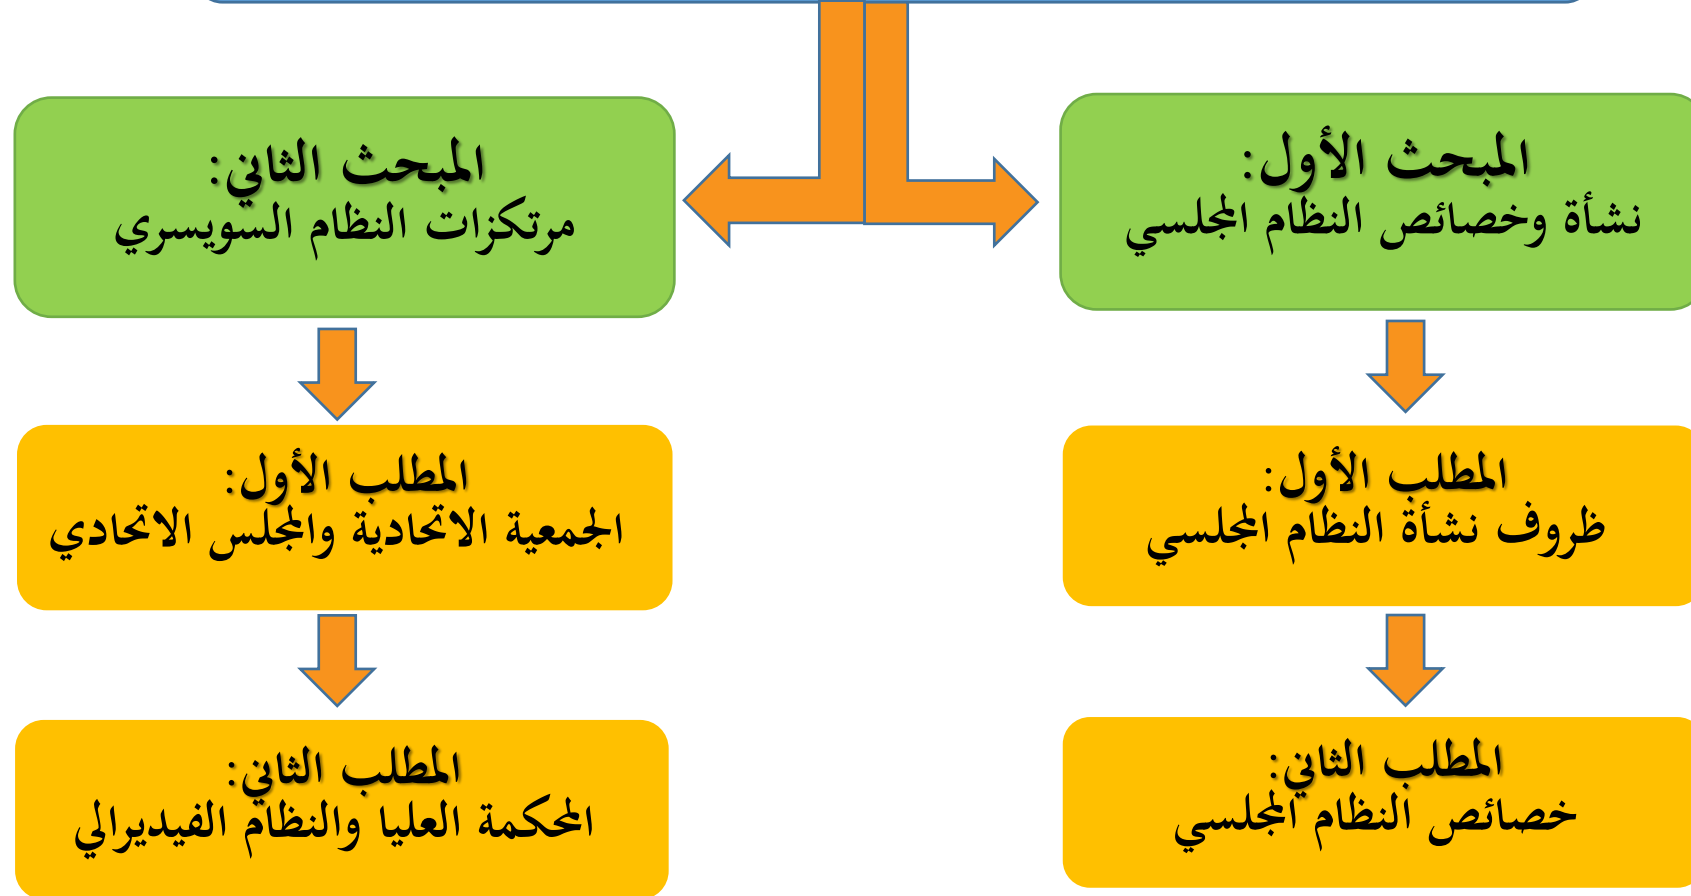 المبحث الأول:
نشأة وخصائص النظام المجلسي
المطلب الأول:
ظروف نشأة النظام المجلسي
المطلب الثاني:
خصائص النظام المجلسي
المبحث الثاني:
مرتكزات النظام السويسري
المطلب الأول:
الجمعية الاتحادية والمجلس الاتحادي
المطلب الثاني:
المحكمة العليا والنظام الفيديرالي